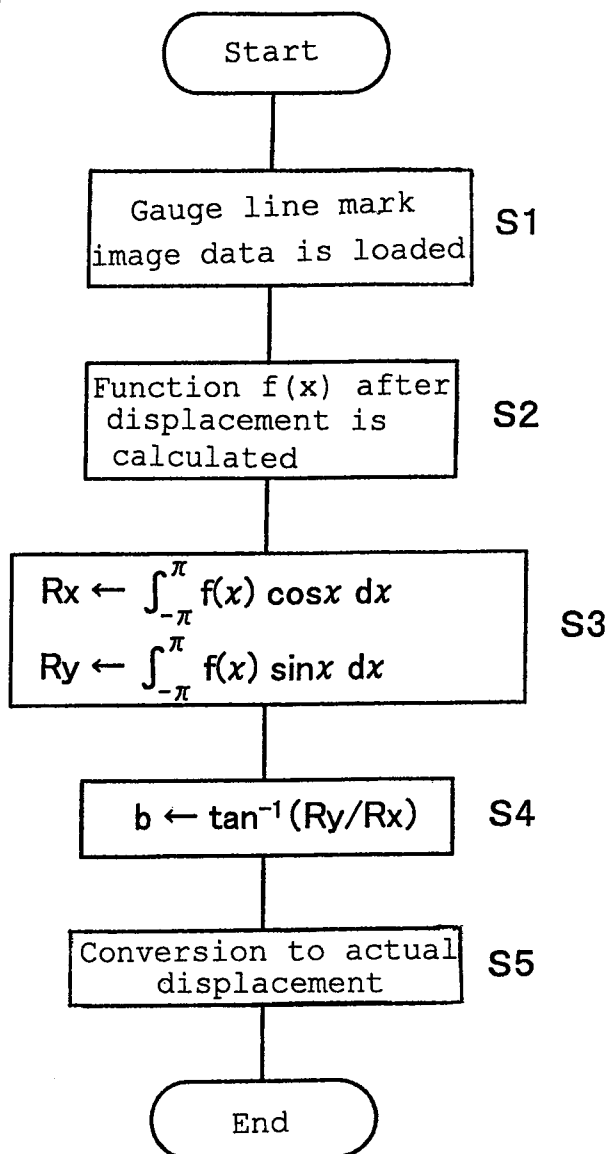 Start
Gauge line mark
image data is loaded
S1
Function f(x) after
displacement is
calculated
S2
Rx ← ∫_{-π}^{π} f(x) cosx dx
Ry ← ∫_{-π}^{π} f(x) sinx dx
S3
b ← tan⁻¹(Ry/Rx)
S4
Conversion to actual
displacement
S5
End